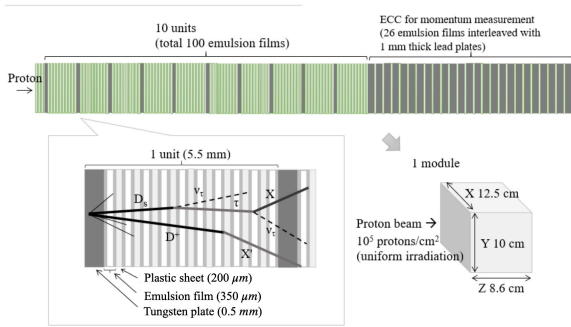 10 units
(total 100 emulsion films)
ECC for momentum measurement
(26 emulsion films interleaved with
1 mm thick lead plates)
Proton
1 unit (5.5 mm)
Dₛ
ν_τ
τ
X
D⁻
ν_τ
X'
Plastic sheet (200 μm)
Emulsion film (350 μm)
Tungsten plate (0.5 mm)
1 module
X 12.5 cm
Proton beam →
10⁵ protons/cm²
(uniform irradiation)
Y 10 cm
Z 8.6 cm